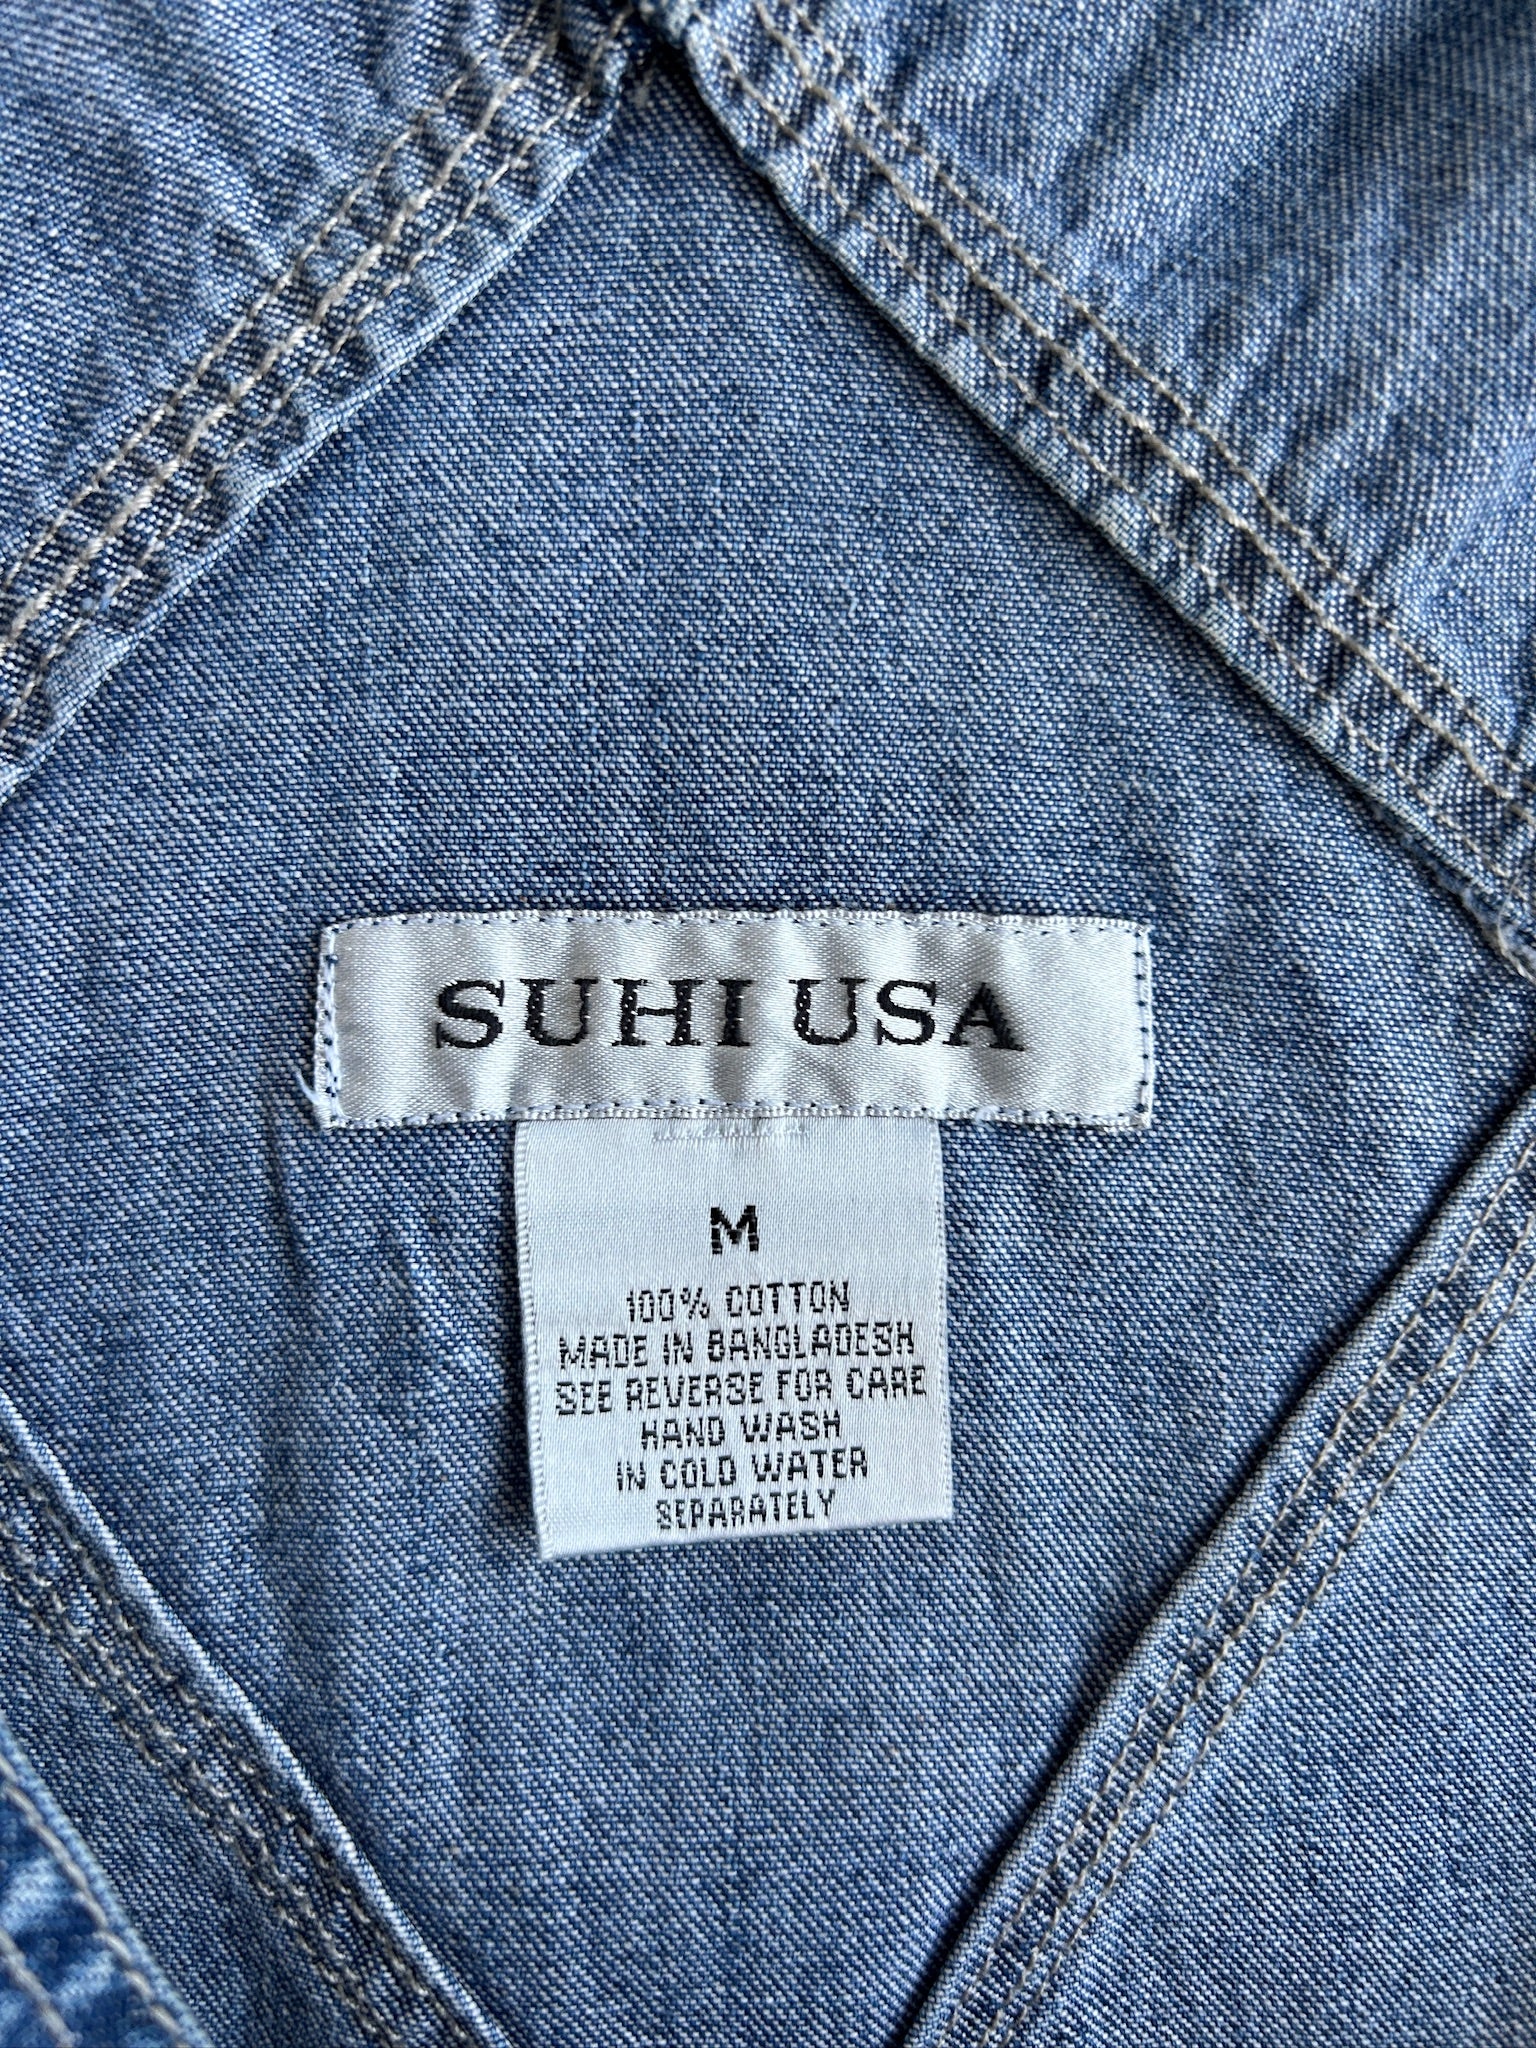 SUHI USA
M
100% COTTON
MADE IN BANGLADESH
SEE REVERSE FOR CARE
HAND WASH
IN COLD WATER
SEPARATELY